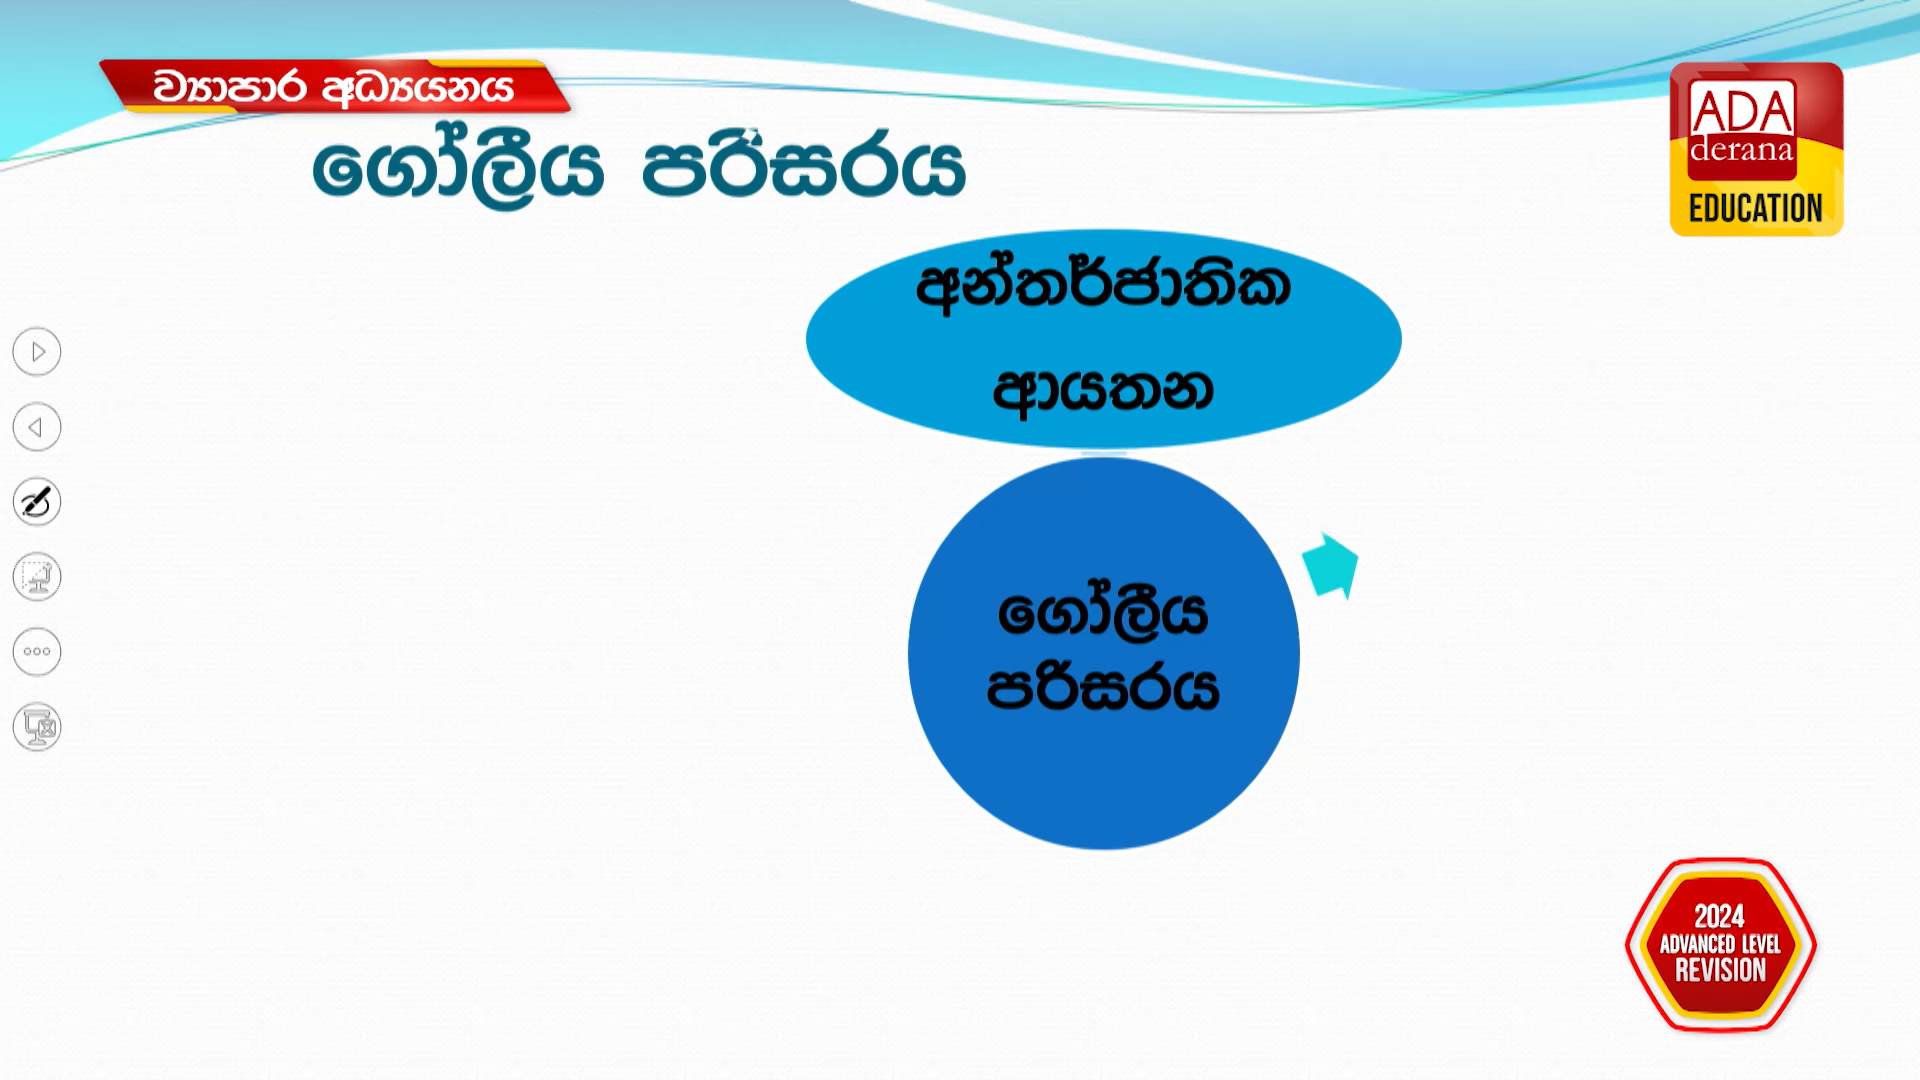 ව්‍යාපාර අධ්‍යයනය
ගෝලීය පරිසරය
ADA
derana
EDUCATION
අන්තර්ජාතික
ආයතන
ගෝලීය
පරිසරය
2024
ADVANCED LEVEL
REVISION